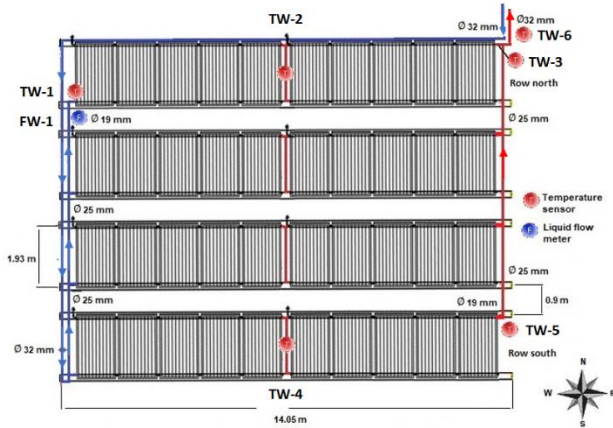 TW-2
Ø 32 mm
Ø32 mm
TW-6
TW-3
Row north
TW-1
FW-1
Ø 19 mm
Ø 25 mm
Temperature
sensor
Liquid flow
meter
Ø 25 mm
1.93 m
Ø 25 mm
Ø 25 mm
Ø 19 mm
0.9 m
TW-5
Row south
Ø 32 mm
TW-4
14.05 m
N
W
E
S
T
T
T
T
T
T
T
F
F